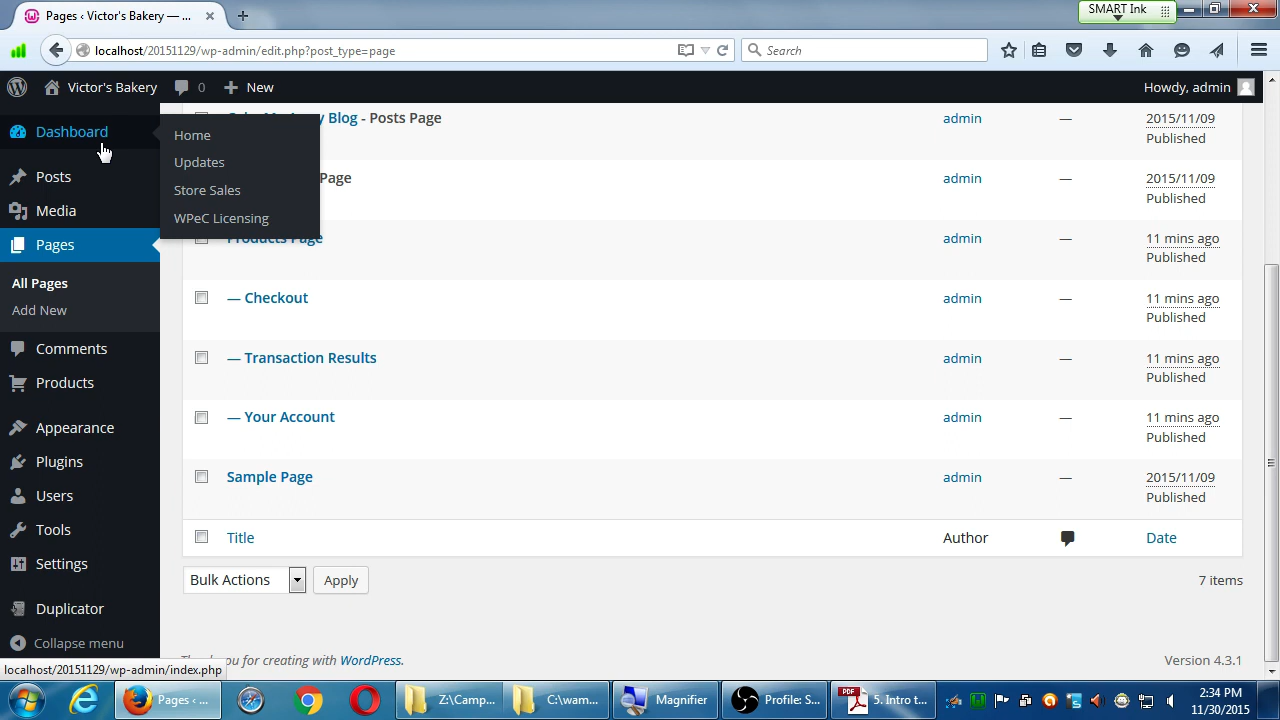 Pages ‹ Victor's Bakery — ...
SMART Ink
localhost/20151129/wp-admin/edit.php?post_type=page
Search
Victor's Bakery
0
New
Howdy, admin
Dashboard
Home
Updates
Store Sales
WPeC Licensing
Posts
Media
Pages
All Pages
Add New
Comments
Products
Appearance
Plugins
Users
Tools
Settings
Duplicator
Collapse menu
Blog - Posts Page
admin
—
2015/11/09
Published
Page
admin
—
2015/11/09
Published
Products Page
admin
—
11 mins ago
Published
— Checkout
admin
—
11 mins ago
Published
— Transaction Results
admin
—
11 mins ago
Published
— Your Account
admin
—
11 mins ago
Published
Sample Page
admin
—
2015/11/09
Published
Title
Author
Date
Bulk Actions
Apply
7 items
you for creating with WordPress.
Version 4.3.1
localhost/20151129/wp-admin/index.php
Pages ‹ ...
Z:\Camp...
C:\wam...
Magnifier
Profile: S...
PDF
5. Intro t...
2:34 PM
11/30/2015